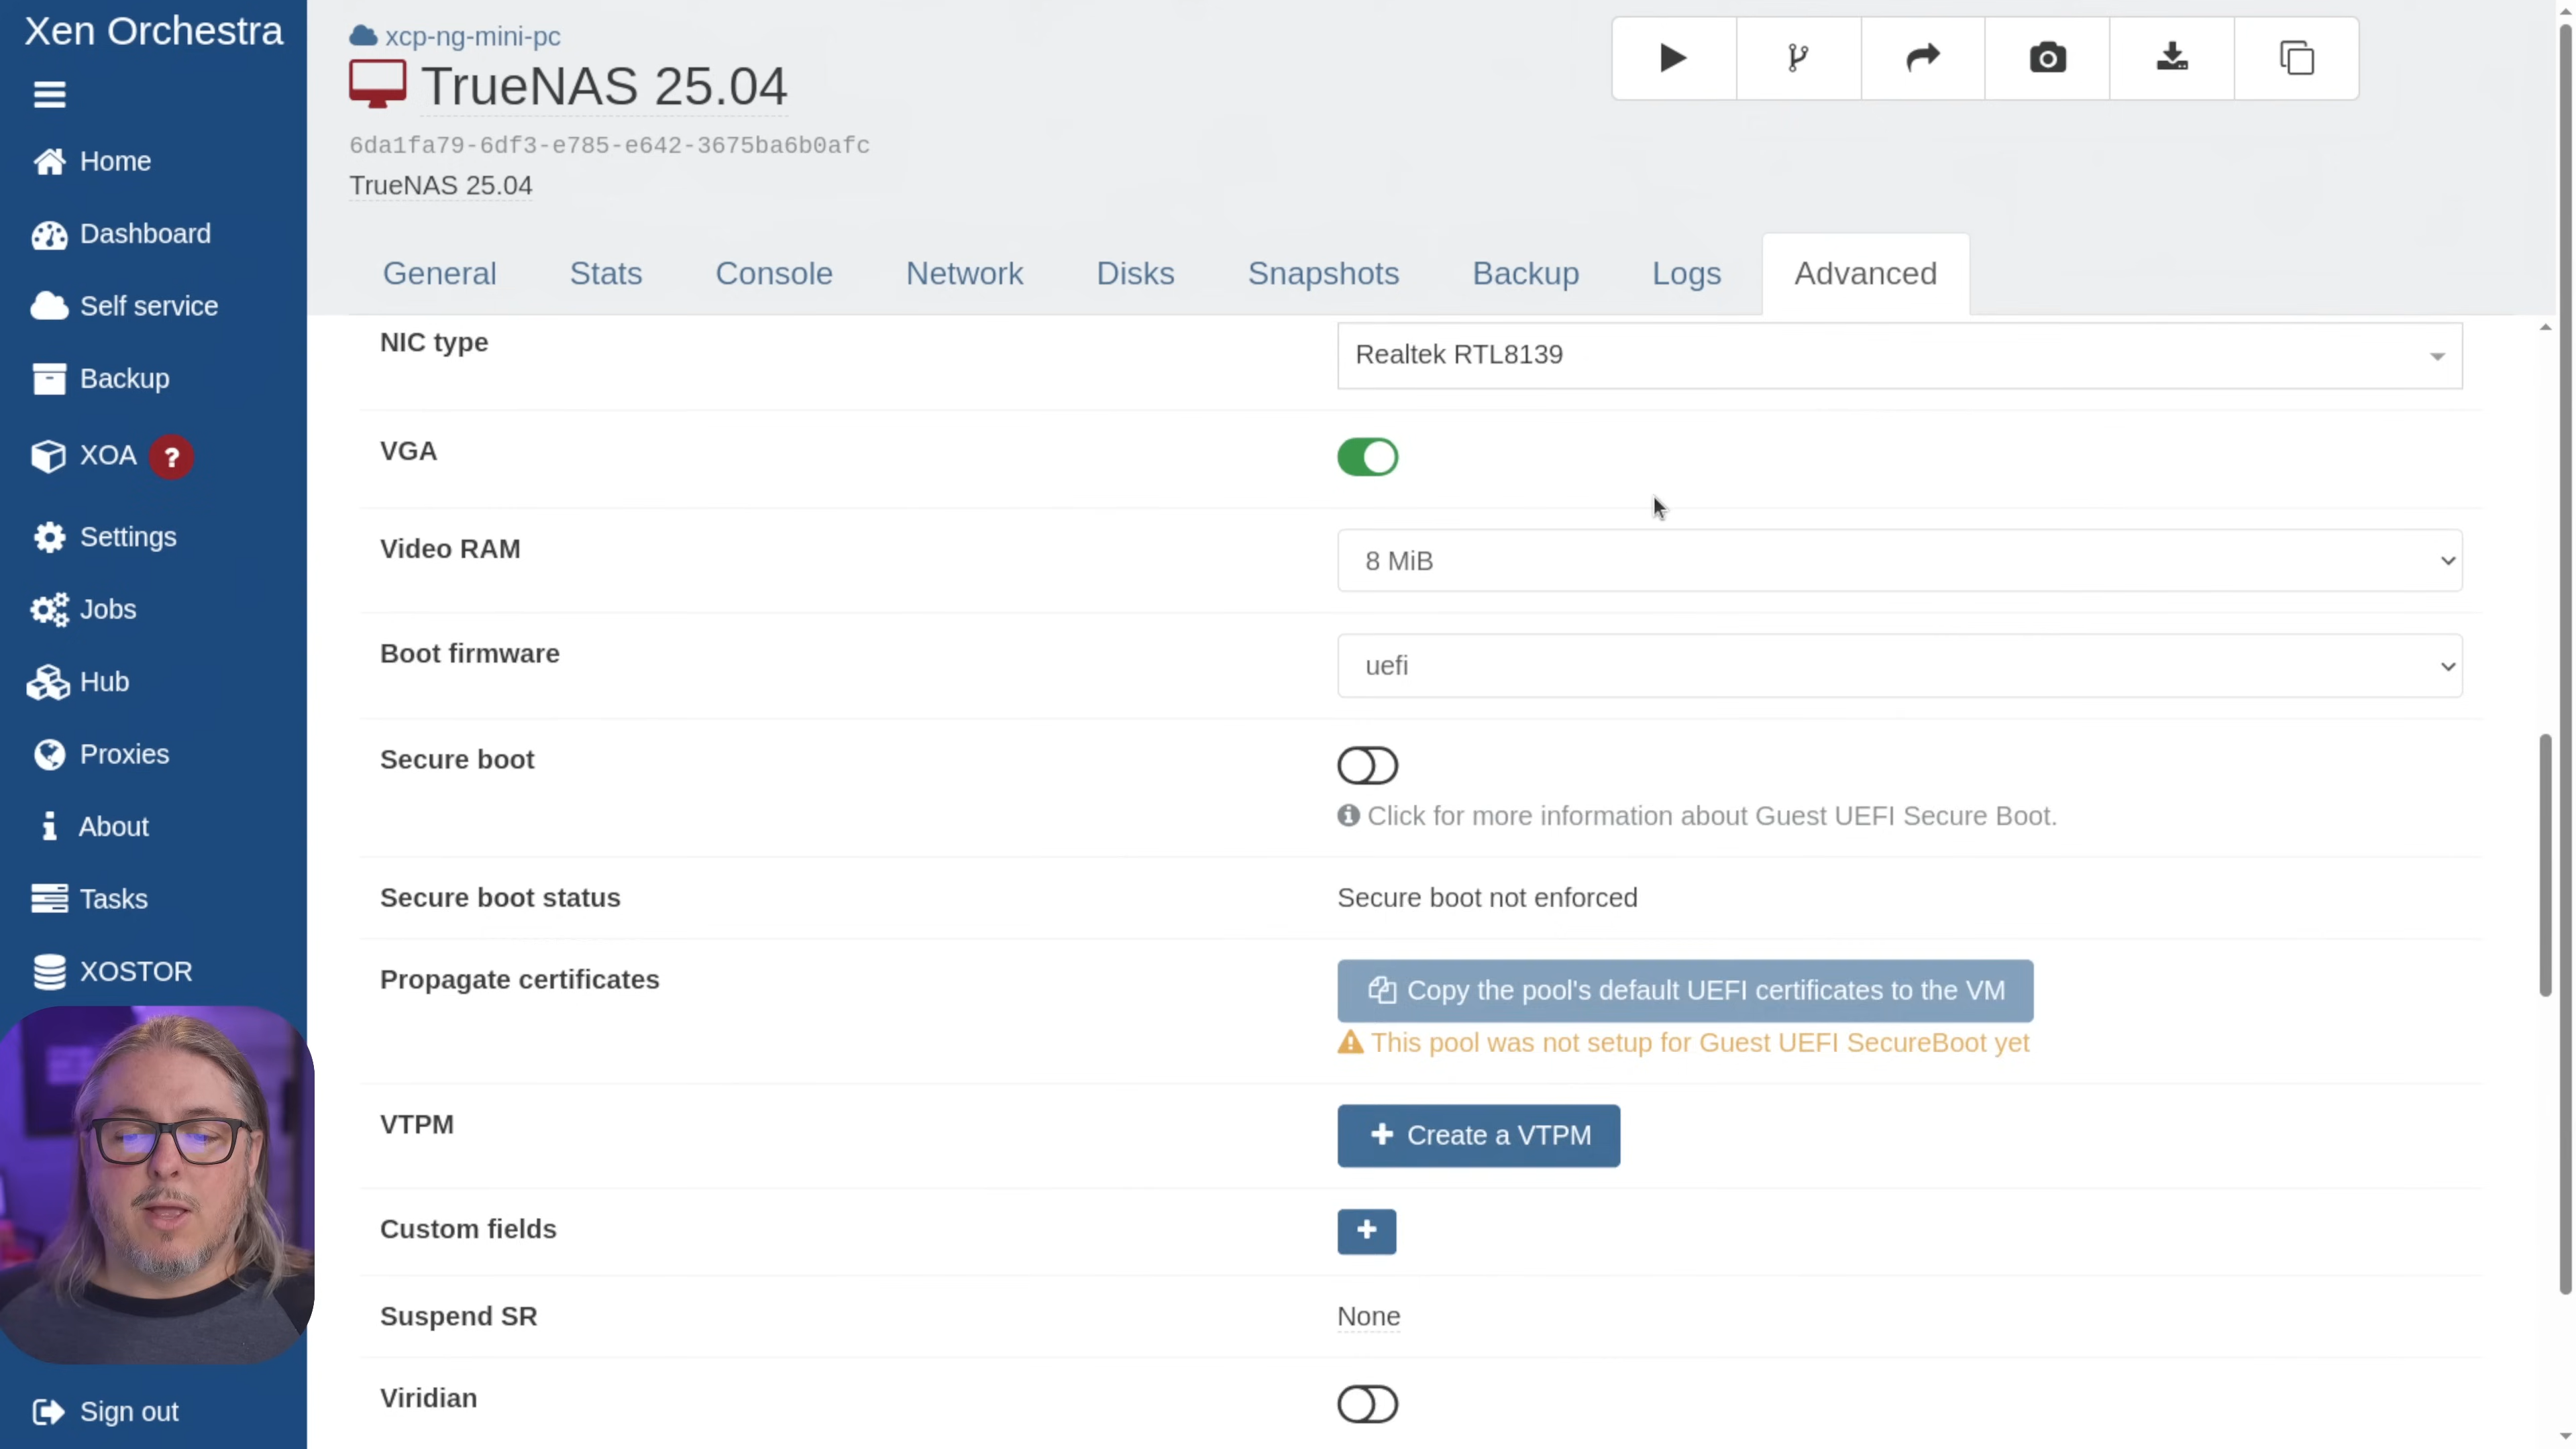 Xen Orchestra
Home
Dashboard
Self service
Backup
XOA ?
Settings
Jobs
Hub
Proxies
About
Tasks
XOSTOR
Sign out
xcp-ng-mini-pc
TrueNAS 25.04
6da1fa79-6df3-e785-e642-3675ba6b0afc
TrueNAS 25.04
General Stats Console Network Disks Snapshots Backup Logs Advanced
NIC type Realtek RTL8139
VGA
Video RAM 8 MiB
Boot firmware uefi
Secure boot
Click for more information about Guest UEFI Secure Boot.
Secure boot status Secure boot not enforced
Propagate certificates Copy the pool's default UEFI certificates to the VM
This pool was not setup for Guest UEFI SecureBoot yet
VTPM Create a VTPM
Custom fields
Suspend SR None
Viridian